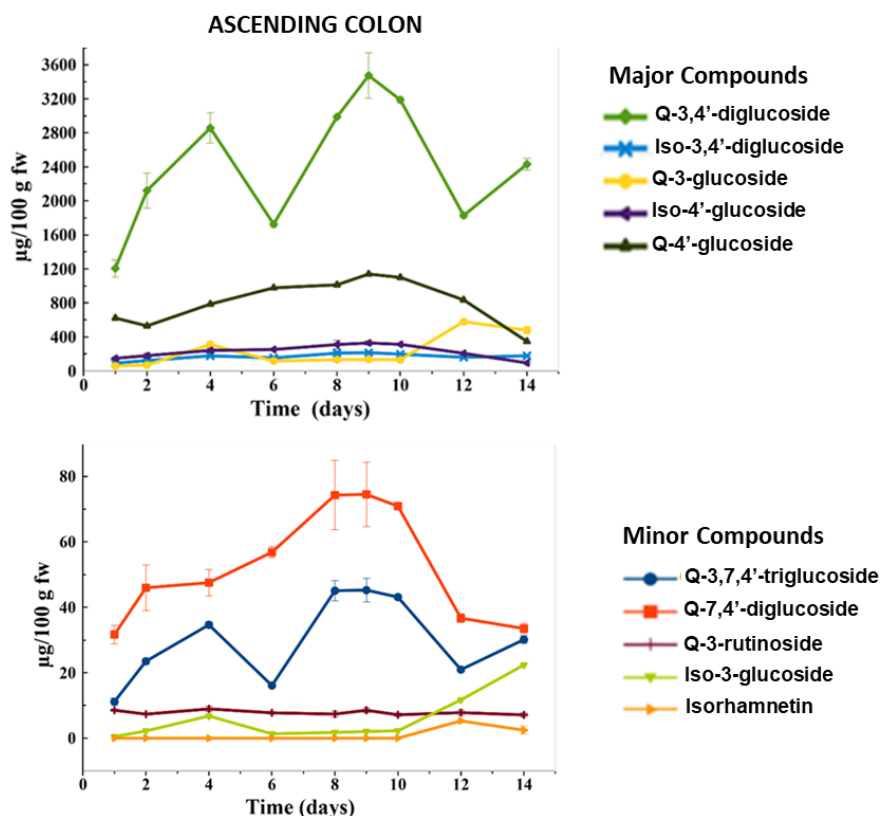 ASCENDING COLON
3600
3200
2800
2400
2000
1600
1200
800
400
0
µg/100 g fw
0 2 4 6 8 10 12 14
Time (days)
Major Compounds
Q-3,4’-diglucoside
Iso-3,4’-diglucoside
Q-3-glucoside
Iso-4’-glucoside
Q-4’-glucoside
80
60
40
20
0
µg/100 g fw
0 2 4 6 8 10 12 14
Time (days)
Minor Compounds
Q-3,7,4’-triglucoside
Q-7,4’-diglucoside
Q-3-rutinoside
Iso-3-glucoside
Isorhamnetin